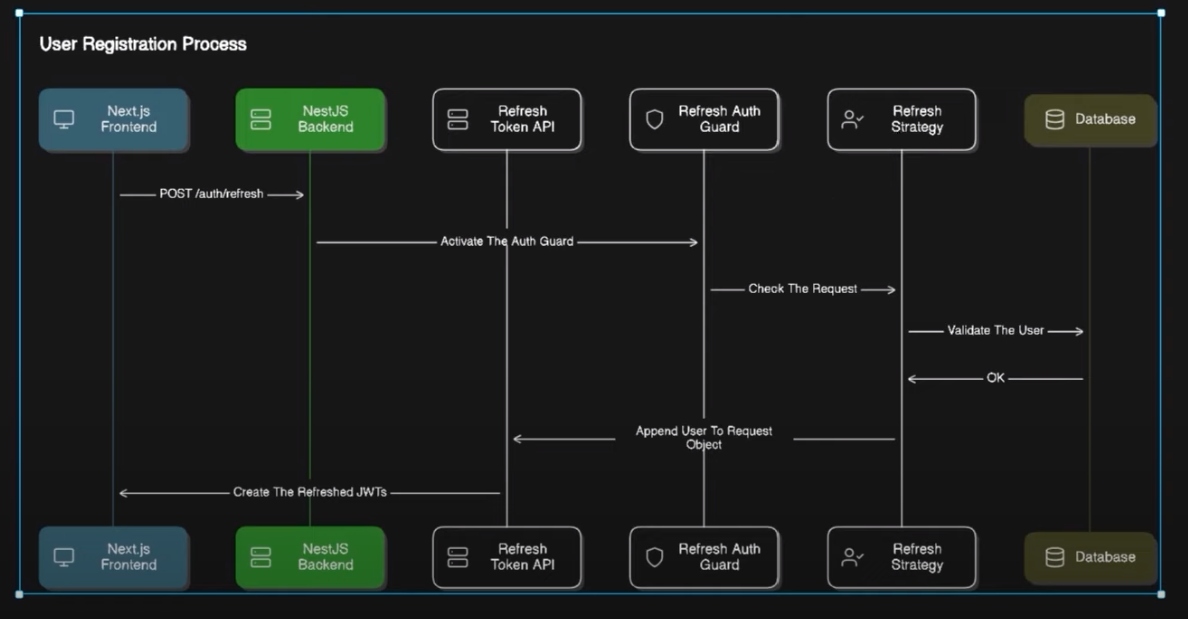 User Registration Process
Next.js
Frontend
NestJS
Backend
Refresh
Token API
Refresh Auth
Guard
Refresh
Strategy
Database
POST /auth/refresh
Activate The Auth Guard
Check The Request
Validate The User
OK
Append User To Request
Object
Create The Refreshed JWTs
Next.js
Frontend
NestJS
Backend
Refresh
Token API
Refresh Auth
Guard
Refresh
Strategy
Database